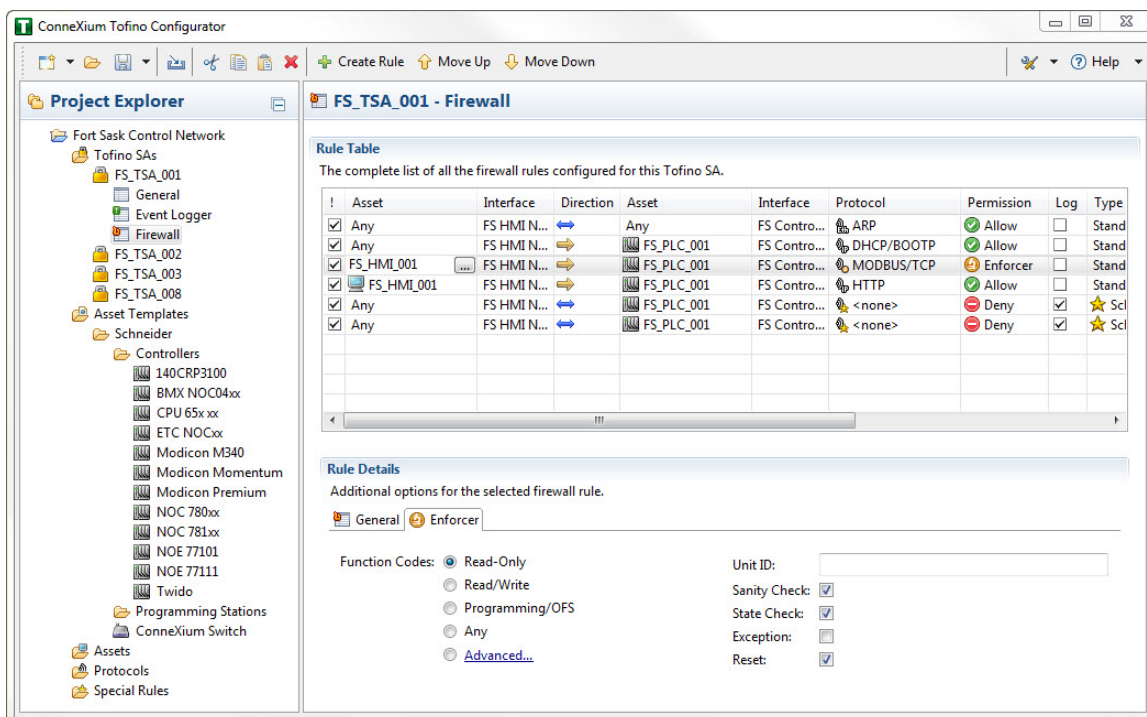 ConneXium Tofino Configurator
Create Rule Move Up Move Down Help
Project Explorer
Fort Sask Control Network
Tofino SAs
FS_TSA_001
General
Event Logger
Firewall
FS_TSA_002
FS_TSA_003
FS_TSA_008
Asset Templates
Schneider
Controllers
140CRP3100
BMX NOC04xx
CPU 65x xx
ETC NOCxx
Modicon M340
Modicon Momentum
Modicon Premium
NOC 780xx
NOC 781xx
NOE 77101
NOE 77111
Twido
Programming Stations
ConneXium Switch
Assets
Protocols
Special Rules
FS_TSA_001 - Firewall
Rule Table
The complete list of all the firewall rules configured for this Tofino SA.
! Asset Interface Direction Asset Interface Protocol Permission Log Type
Any FS HMI N... Any FS Contro... ARP Allow Stand
Any FS HMI N... FS_PLC_001 FS Contro... DHCP/BOOTP Allow Stand
FS_HMI_001 ... FS HMI N... FS_PLC_001 FS Contro... MODBUS/TCP Enforcer Stand
FS_HMI_001 FS HMI N... FS_PLC_001 FS Contro... HTTP Allow Stand
Any FS HMI N... FS_PLC_001 FS Contro... <none> Deny Scl
Any FS HMI N... FS_PLC_001 FS Contro... <none> Deny Scl
Rule Details
Additional options for the selected firewall rule.
General Enforcer
Function Codes: Read-Only
Read/Write
Programming/OFS
Any
Advanced...
Unit ID:
Sanity Check:
State Check:
Exception:
Reset: